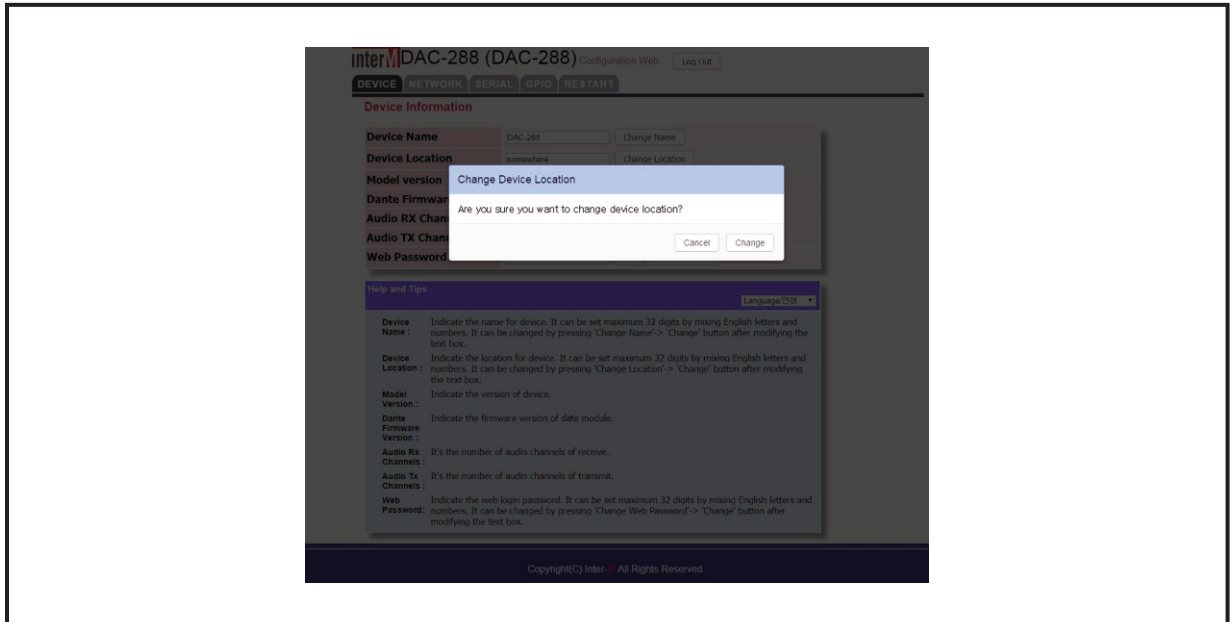 interM DAC-288 (DAC-288) Configuration Web Log Out
DEVICE NETWORK SERIAL GPIO RESTART
Device Information
Device Name DAC-288 Change Name
Device Location somewhere Change Location
Model version
Dante Firmwar
Audio RX Chan
Audio TX Chan
Web Password
Change Device Location
Are you sure you want to change device location?
Cancel Change
Help and Tips
Language/언어
Device Name : Indicate the name for device. It can be set maximum 32 digits by mixing English letters and
numbers. It can be changed by pressing 'Change Name'-> 'Change' button after modifying the
text box.
Device Location : Indicate the location for device. It can be set maximum 32 digits by mixing English letters and
numbers. It can be changed by pressing 'Change Location'-> 'Change' button after modifying
the text box.
Model Version : Indicate the version of device.
Dante Firmware Version : Indicate the firmware version of date module.
Audio Rx Channels : It's the number of audio channels of receive.
Audio Tx Channels : It's the number of audio channels of transmit.
Web Password: Indicate the web login password. It can be set maximum 32 digits by mixing English letters and
numbers. It can be changed by pressing 'Change Web Password'-> 'Change' button after
modifying the text box.
Copyright(C) Inter-M All Rights Reserved